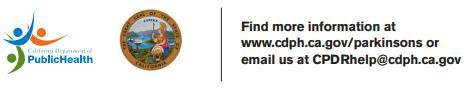 California Department of
PublicHealth
Find more information at
www.cdph.ca.gov/parkinsons or
email us at CPDRhelp@cdph.ca.gov